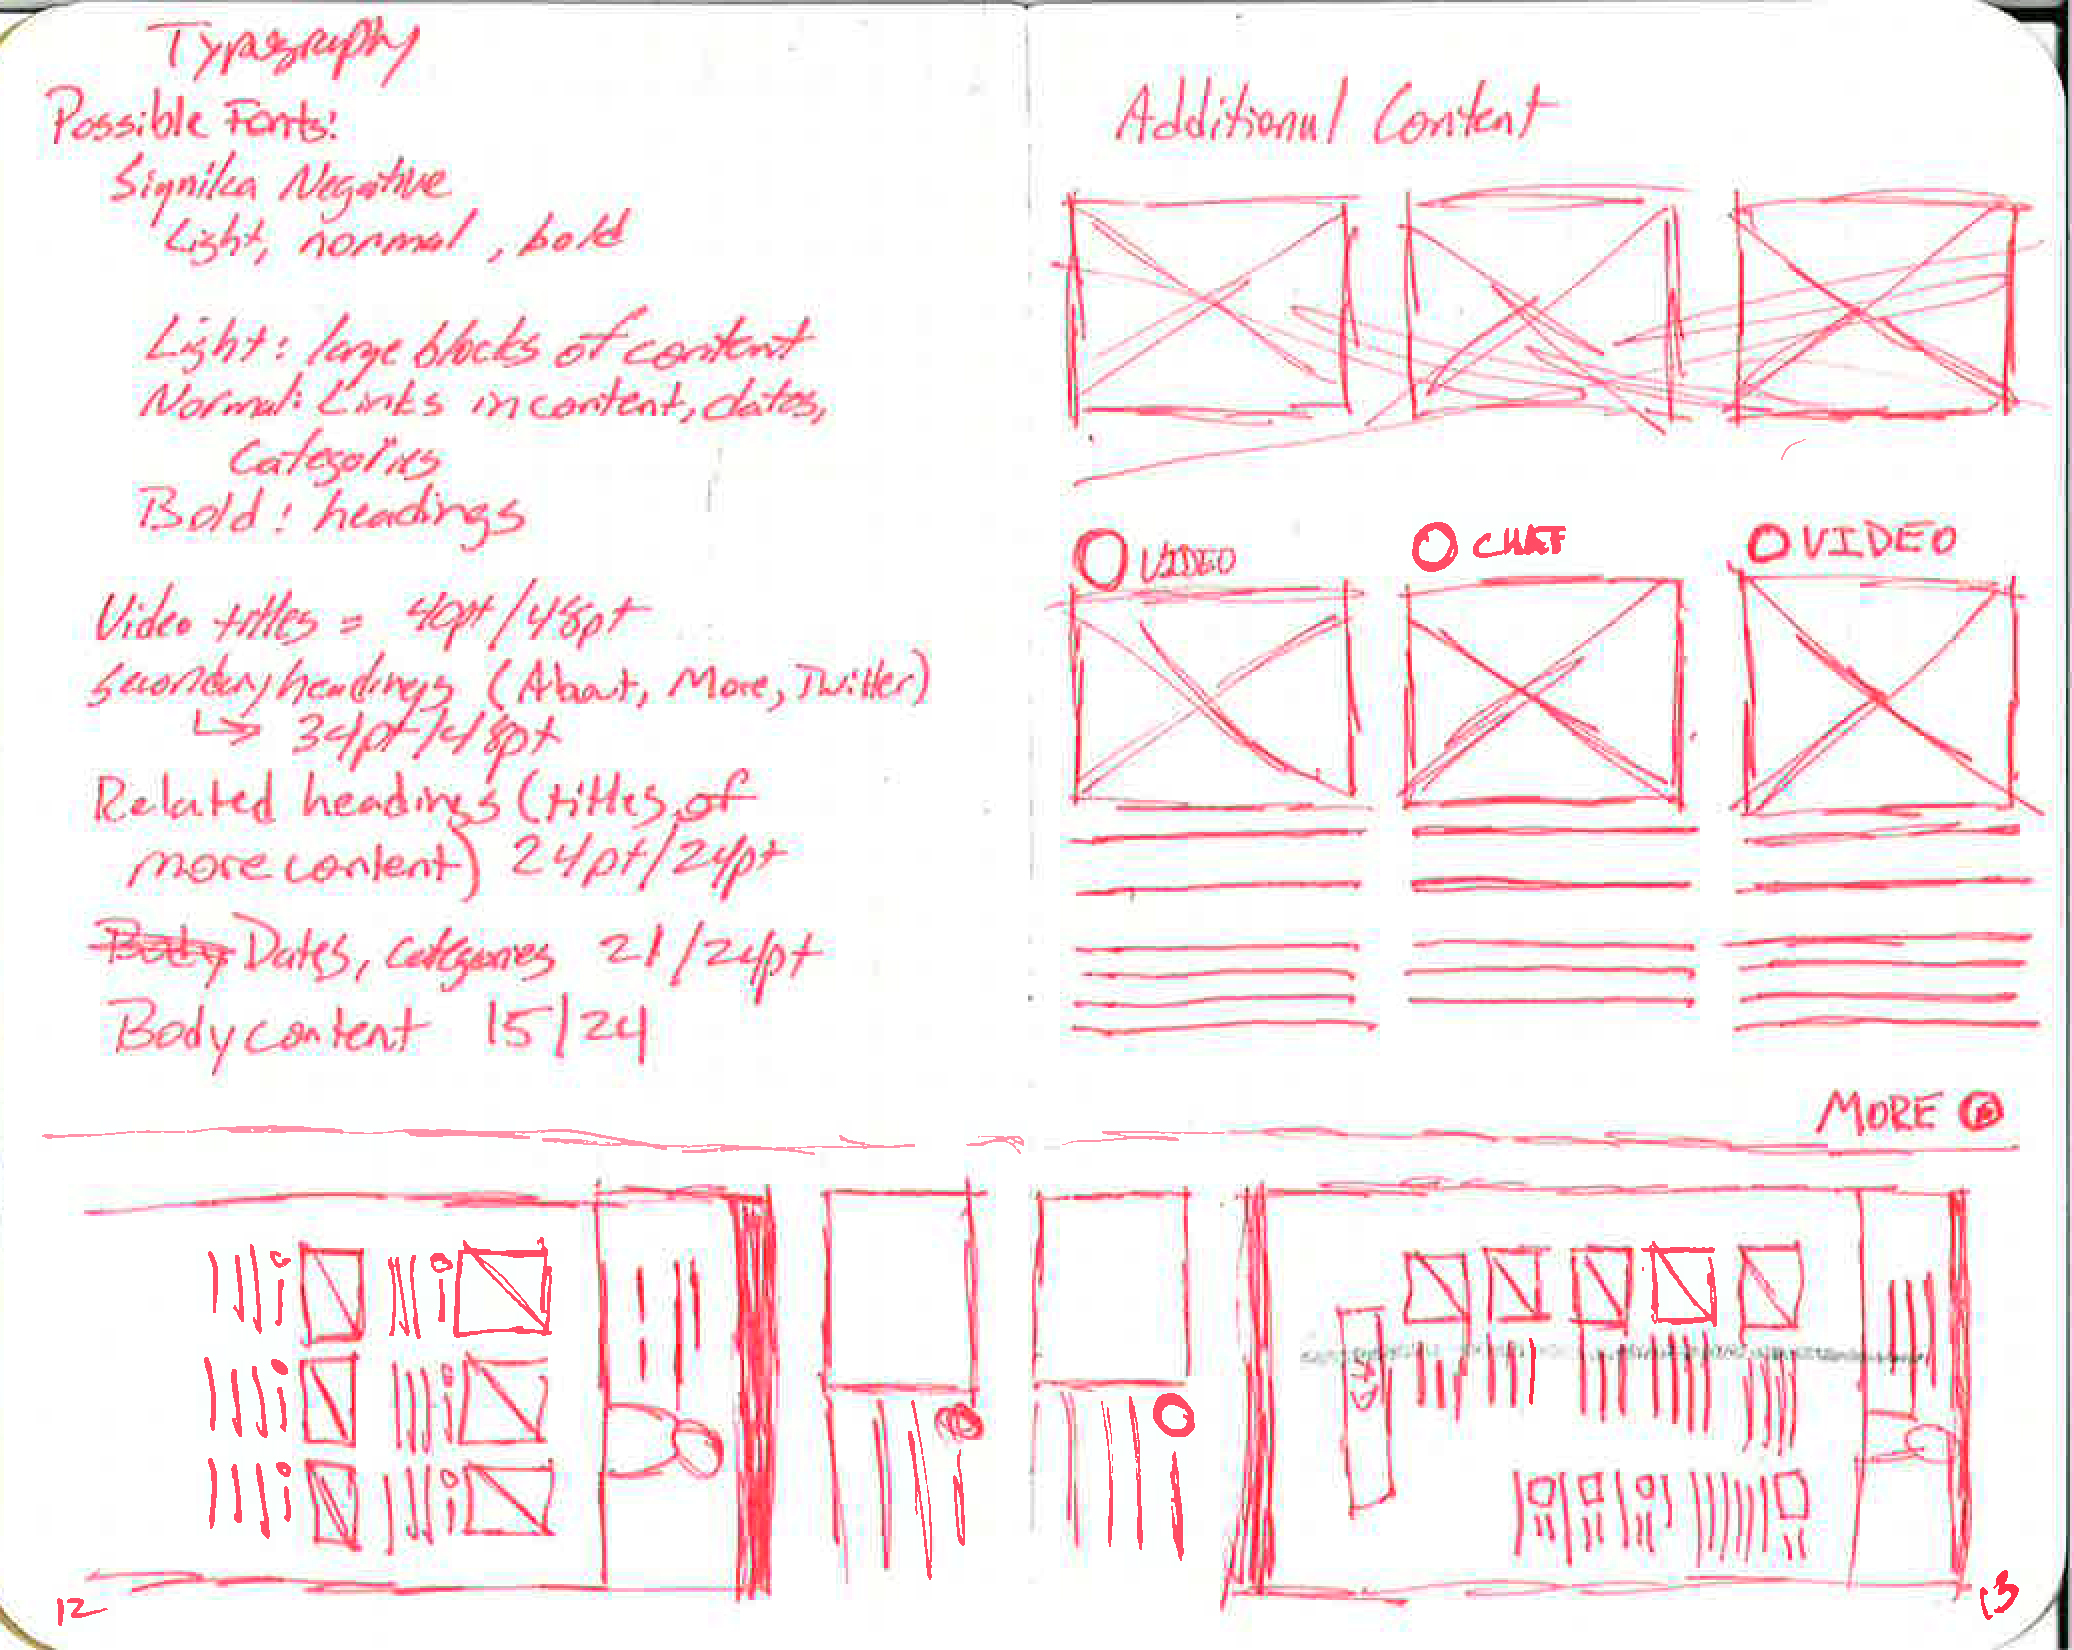 Typography
Possible Fonts:
Signika Negative
Light, normal, bold
Light: large blocks of content
Normal: Links in content, dates,
Categories
Bold: headings
Video titles = 40pt/48pt
secondary headings (About, More, Twitter)
↳ 34pt/48pt
Related headings (titles of
more content) 24pt/24pt
Body Dates, categories 21/24pt
Body content 15/24
12
Additional Content
VIDEO
CHEF
VIDEO
MORE
13